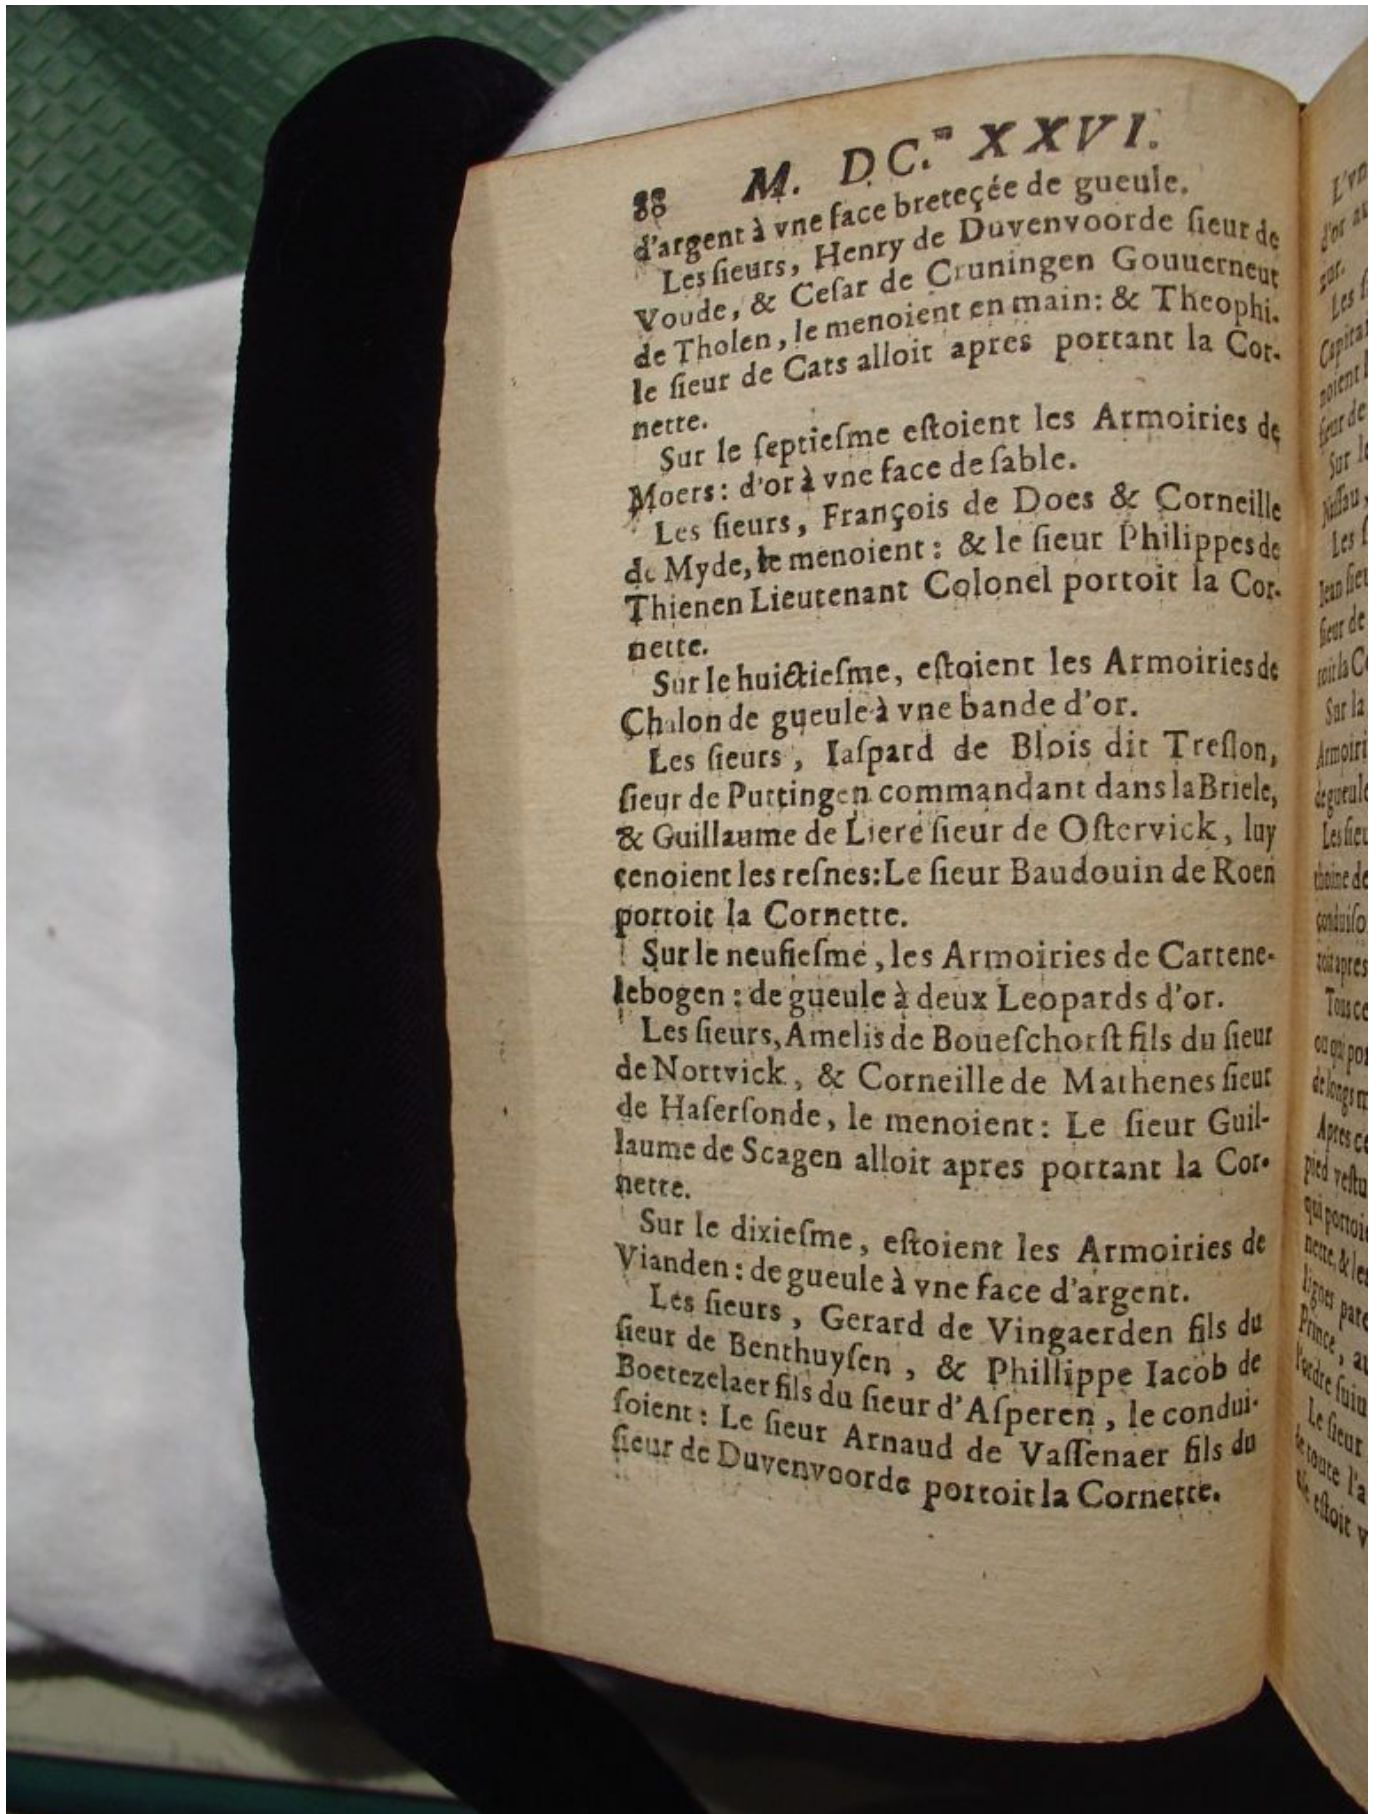 88 M. DC. XXVI.
d'argent à vne face breteçée de gueule.
Les ſieurs, Henry de Duvenvoorde ſieur de
Voude, & Ceſar de Cruningen Gouuerneur
de Tholen, le menoient en main: & Theophi.
le ſieur de Cats alloit apres portant la Cor-
nette.
Sur le ſeptieſme eſtoient les Armoiries de
Moers: d'or à vne face de ſable.
Les ſieurs, François de Does & Corneille
de Myde, le menoient: & le ſieur Philippes de
Thienen Lieutenant Colonel portoit la Cor-
nette.
Sur le huictieſme, eſtoient les Armoiries de
Chalon de gueule à vne bande d'or.
Les ſieurs, Iaſpard de Blois dit Treſlon,
ſieur de Puttingen commandant dans la Briele,
& Guillaume de Liere ſieur de Oſtervick, luy
tenoient les reſnes: Le ſieur Baudouin de Roen
portoit la Cornette.
Sur le neufieſme, les Armoiries de Cartene-
lebogen: de gueule à deux Leopards d'or.
Les ſieurs, Amelis de Boueſchorſt fils du ſieur
de Nortvick, & Corneille de Mathenes ſieur
de Haſerſonde, le menoient: Le ſieur Guil-
laume de Scagen alloit apres portant la Cor-
nette.
Sur le dixieſme, eſtoient les Armoiries de
Vianden: de gueule à vne face d'argent.
Les ſieurs, Gerard de Vingaerden fils du
ſieur de Benthuyſen, & Phillippe Iacob de
Boetezelaer fils du ſieur d'Aſperen, le condui-
ſoient: Le ſieur Arnaud de Vaſſenaer fils du
ſieur de Duvenvoorde portoit la Cornette.